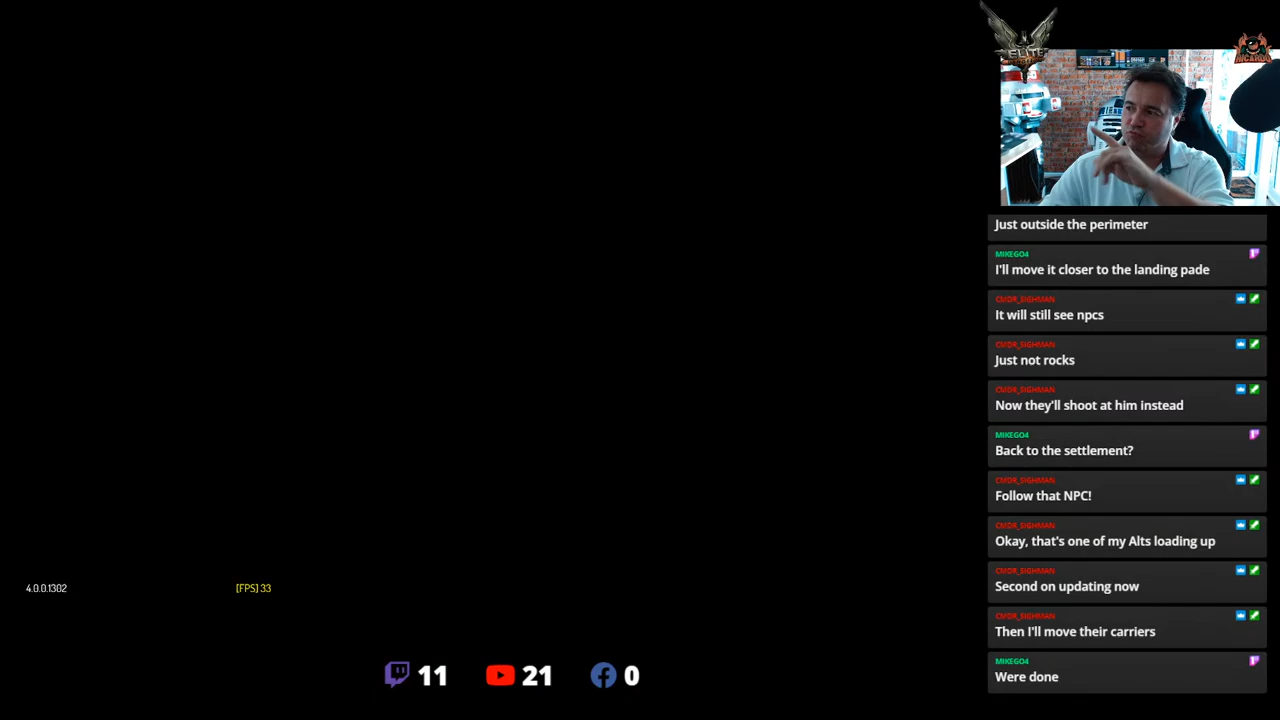 ELITE
RICARDO
Just outside the perimeter
MIKEGO4
I'll move it closer to the landing pade
CMDR_SIGHMAN
It will still see npcs
CMDR_SIGHMAN
Just not rocks
CMDR_SIGHMAN
Now they'll shoot at him instead
MIKEGO4
Back to the settlement?
CMDR_SIGHMAN
Follow that NPC!
CMDR_SIGHMAN
Okay, that's one of my Alts loading up
CMDR_SIGHMAN
Second on updating now
CMDR_SIGHMAN
Then I'll move their carriers
MIKEGO4
Were done
4.0.0.1302
[FPS] 33
11 21 0